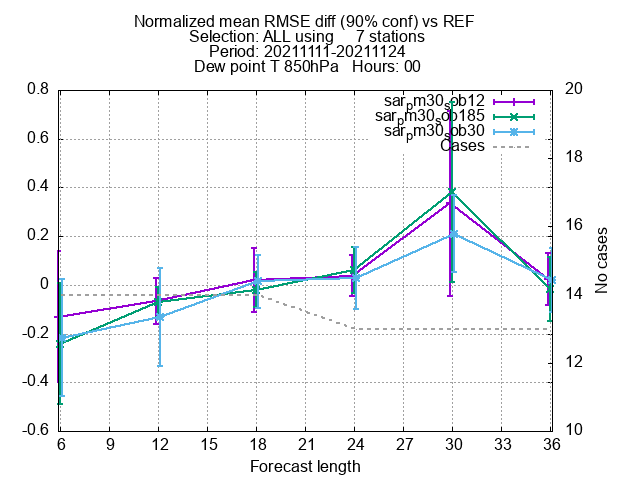 Normalized mean RMSE diff (90% conf) vs REF
Selection: ALL using     7 stations
Period: 20211111-20211124
Dew point T 850hPa   Hours: 00
sarpm30sob12
sarpm30sob185
sarpm30sob30
Cases
0.8
0.6
0.4
0.2
0
-0.2
-0.4
-0.6
20
18
16
14
12
10
No cases
6 9 12 15 18 21 24 27 30 33 36
Forecast length